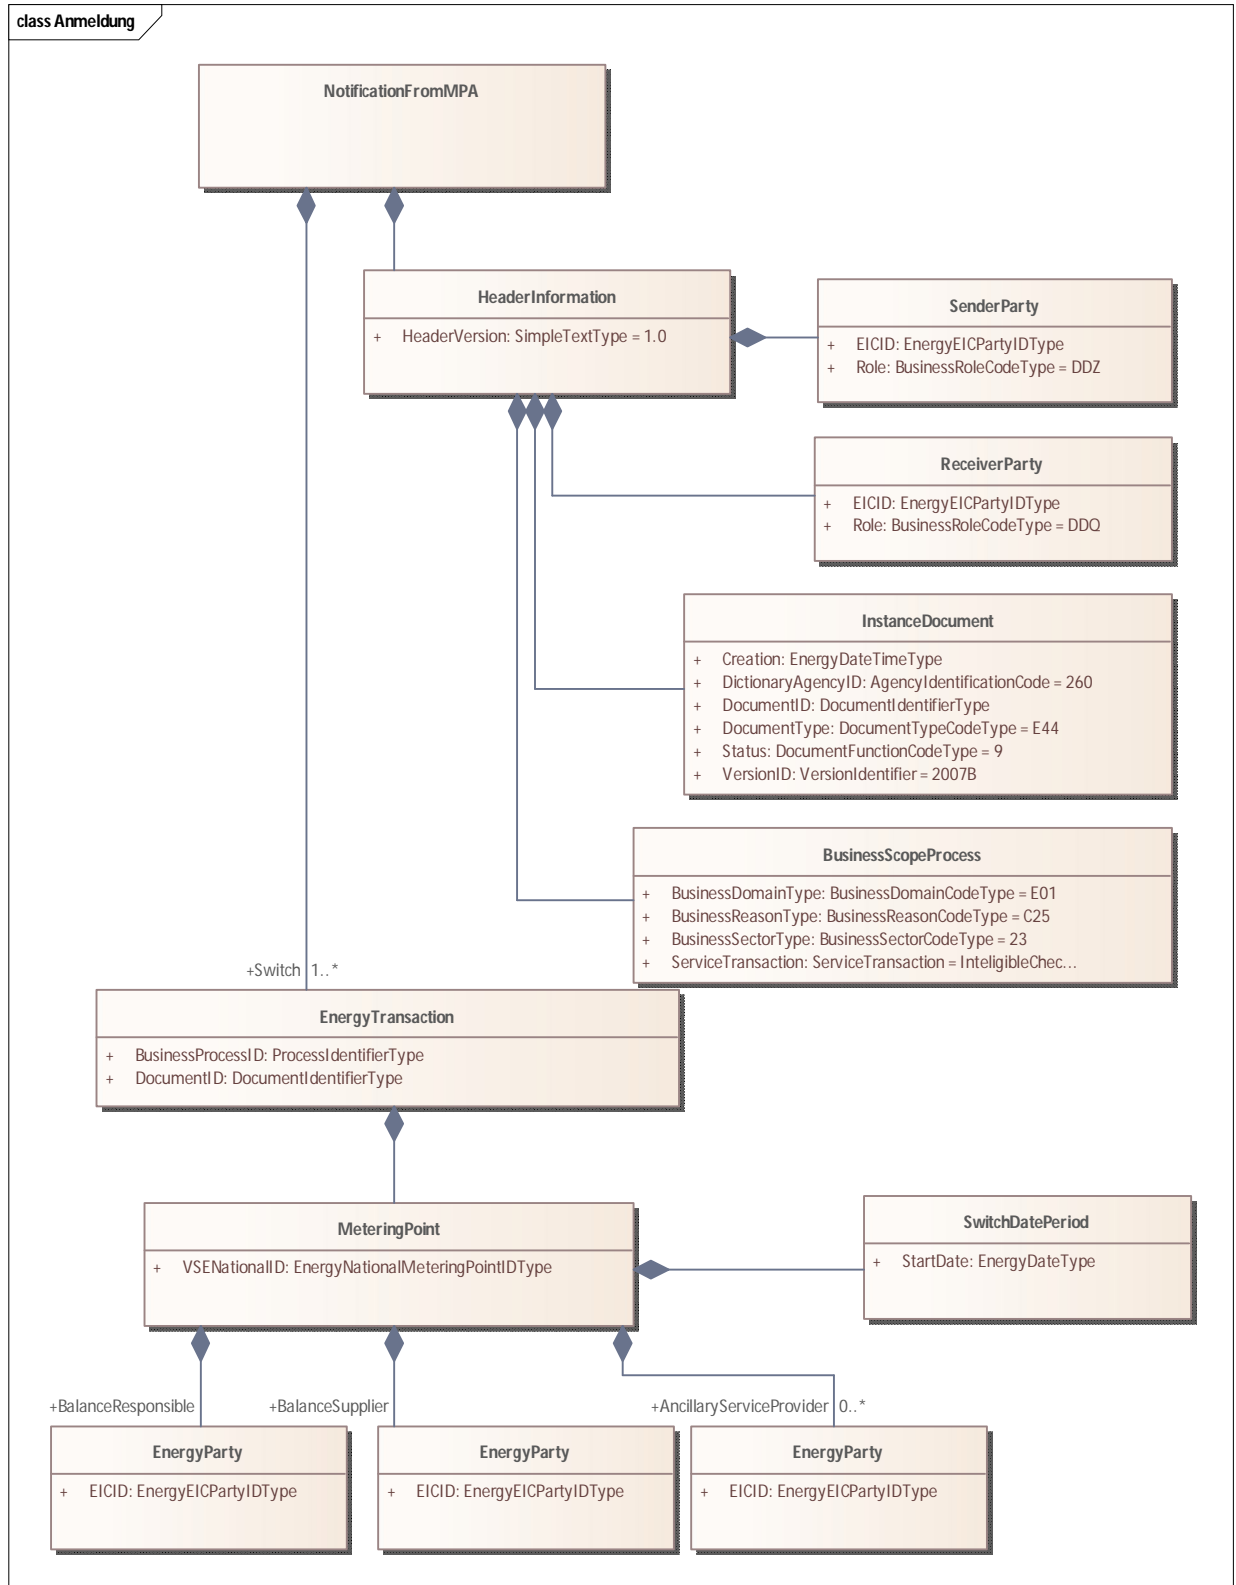 class Anmeldung
NotificationFromMPA
HeaderInformation
+ HeaderVersion: SimpleTextType = 1.0
SenderParty
+ EICID: EnergyEICPartyIDType
+ Role: BusinessRoleCodeType = DDZ
ReceiverParty
+ EICID: EnergyEICPartyIDType
+ Role: BusinessRoleCodeType = DDQ
InstanceDocument
+ Creation: EnergyDateTimeType
+ DictionaryAgencyID: AgencyIdentificationCode = 260
+ DocumentID: DocumentIdentifierType
+ DocumentType: DocumentTypeCodeType = E44
+ Status: DocumentFunctionCodeType = 9
+ VersionID: VersionIdentifier = 2007B
BusinessScopeProcess
+ BusinessDomainType: BusinessDomainCodeType = E01
+ BusinessReasonType: BusinessReasonCodeType = C25
+ BusinessSectorType: BusinessSectorCodeType = 23
+ ServiceTransaction: ServiceTransaction = InteligibleChec...
+Switch 1..*
EnergyTransaction
+ BusinessProcessID: ProcessIdentifierType
+ DocumentID: DocumentIdentifierType
MeteringPoint
+ VSENationalID: EnergyNationalMeteringPointIDType
SwitchDatePeriod
+ StartDate: EnergyDateType
+BalanceResponsible
+BalanceSupplier
+AncillaryServiceProvider 0..*
EnergyParty
+ EICID: EnergyEICPartyIDType
EnergyParty
+ EICID: EnergyEICPartyIDType
EnergyParty
+ EICID: EnergyEICPartyIDType